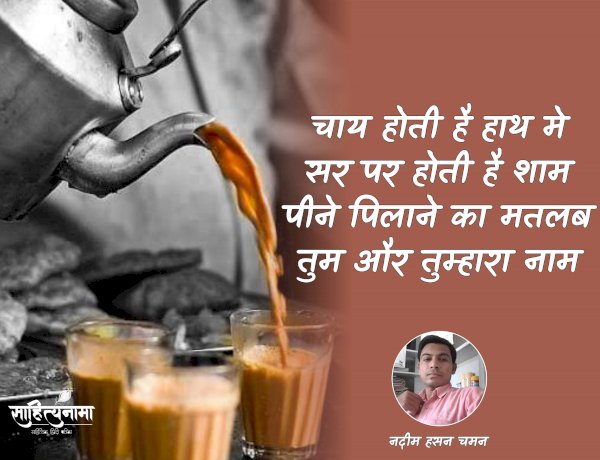 चाय होती है हाथ मे
सर पर होती है शाम
पीने पिलाने का मतलब
तुम और तुम्हारा नाम
नदीम हसन चमन
साहित्यनामा